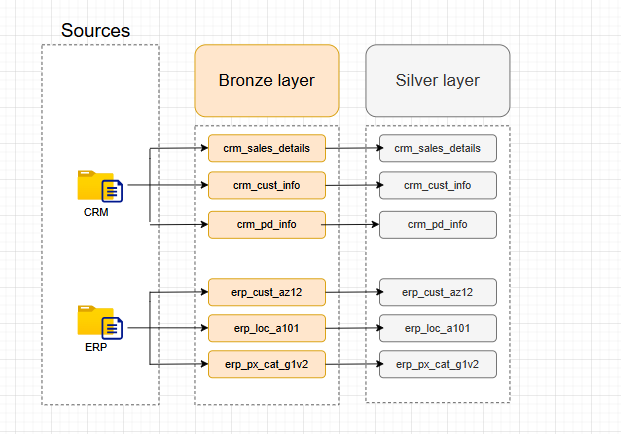 Sources
Bronze layer
Silver layer
crm_sales_details
crm_sales_details
crm_cust_info
crm_cust_info
CRM
crm_pd_info
crm_pd_info
erp_cust_az12
erp_cust_az12
erp_loc_a101
erp_loc_a101
ERP
erp_px_cat_g1v2
erp_px_cat_g1v2